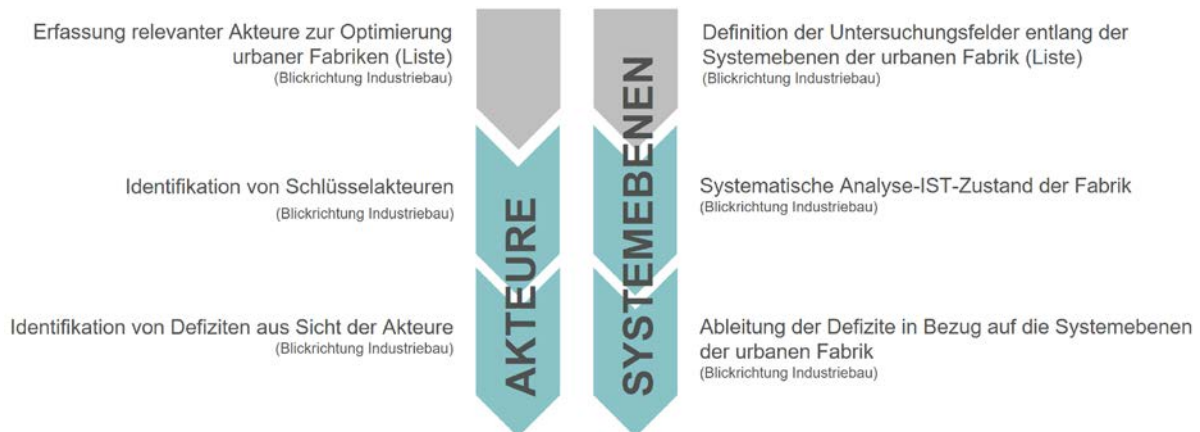 Erfassung relevanter Akteure zur Optimierung
urbaner Fabriken (Liste)
(Blickrichtung Industriebau)
Identifikation von Schlüsselakteuren
(Blickrichtung Industriebau)
Identifikation von Defiziten aus Sicht der Akteure
(Blickrichtung Industriebau)
AKTEURE
SYSTEMEBENEN
Definition der Untersuchungsfelder entlang der
Systemebenen der urbanen Fabrik (Liste)
(Blickrichtung Industriebau)
Systematische Analyse-IST-Zustand der Fabrik
(Blickrichtung Industriebau)
Ableitung der Defizite in Bezug auf die Systemebenen
der urbanen Fabrik
(Blickrichtung Industriebau)